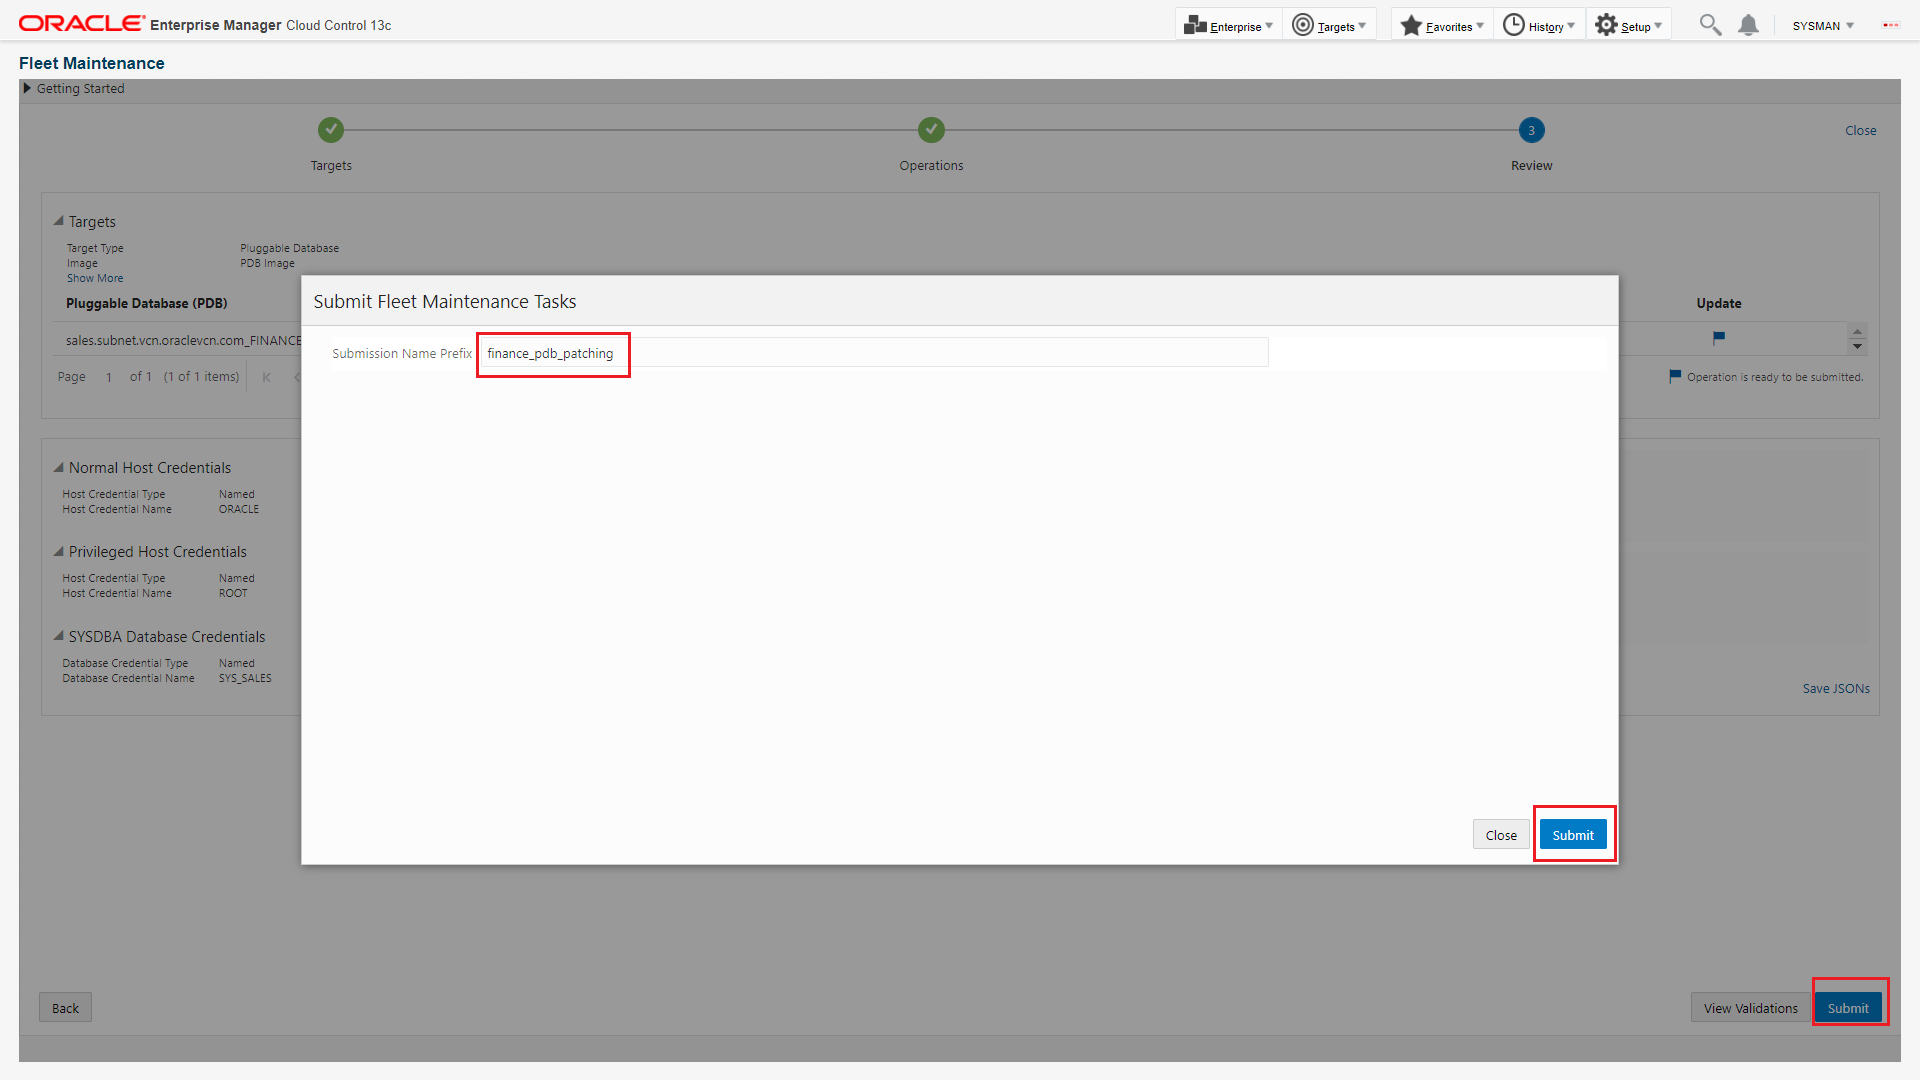 ORACLE Enterprise Manager Cloud Control 13c
Enterprise Targets Favorites History Setup SYSMAN
Fleet Maintenance
Getting Started
3
Close
Targets Operations Review
Targets
Target Type Pluggable Database
Image PDB Image
Show More
Pluggable Database (PDB) Update
sales.subnet.vcn.oraclevcn.com_FINANCE
Page 1 of 1 (1 of 1 items)
Operation is ready to be submitted.
Submit Fleet Maintenance Tasks
Submission Name Prefix finance_pdb_patching
Close Submit
Normal Host Credentials
Host Credential Type Named
Host Credential Name ORACLE
Privileged Host Credentials
Host Credential Type Named
Host Credential Name ROOT
SYSDBA Database Credentials
Database Credential Type Named
Database Credential Name SYS_SALES
Save JSONs
Back View Validations Submit